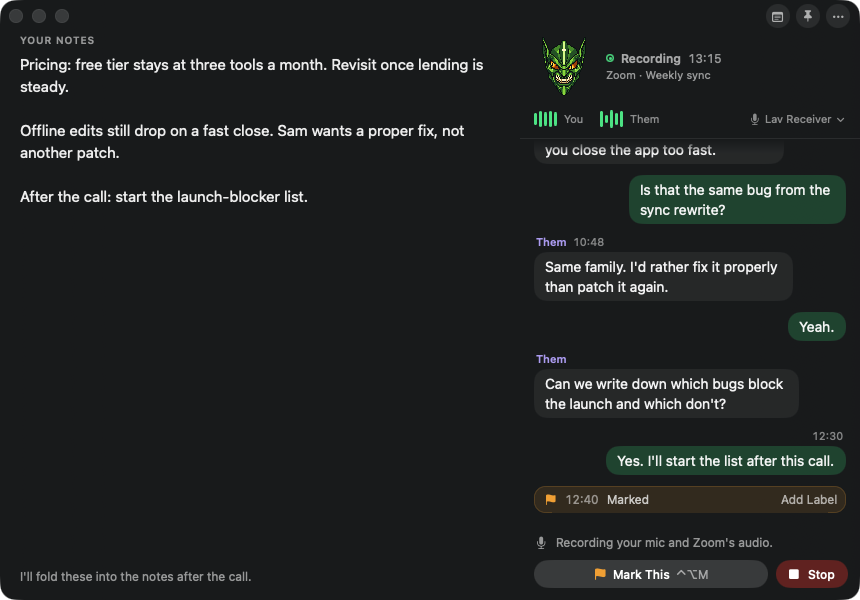 YOUR NOTES
Pricing: free tier stays at three tools a month. Revisit once lending is
steady.
Offline edits still drop on a fast close. Sam wants a proper fix, not
another patch.
After the call: start the launch-blocker list.
I'll fold these into the notes after the call.
Recording 13:15
Zoom · Weekly sync
You
Them
Lav Receiver
you close the app too fast.
Is that the same bug from the
sync rewrite?
Them 10:48
Same family. I'd rather fix it properly
than patch it again.
Yeah.
Them
Can we write down which bugs block
the launch and which don't?
12:30
Yes. I'll start the list after this call.
12:40 Marked
Add Label
Recording your mic and Zoom's audio.
Mark This ⌃⌥M
Stop